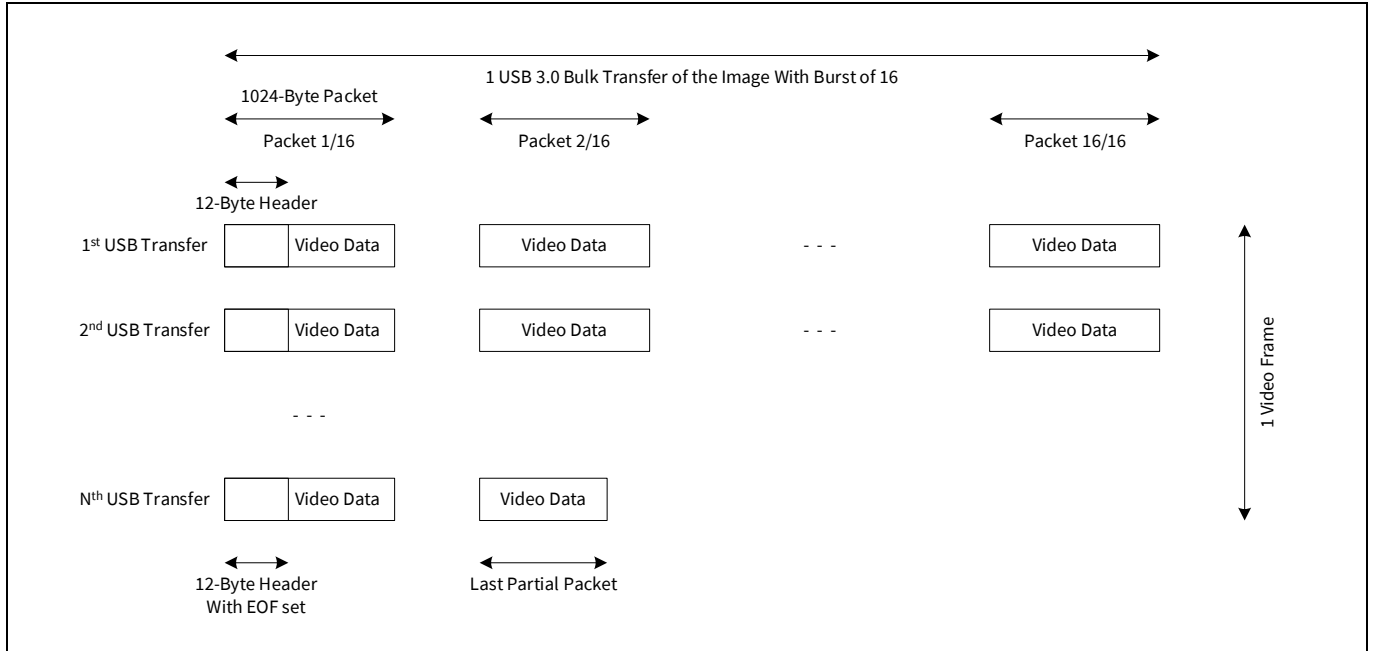 1 USB 3.0 Bulk Transfer of the Image With Burst of 16
1024-Byte Packet
Packet 1/16
Packet 2/16
Packet 16/16
12-Byte Header
1st USB Transfer
Video Data
Video Data
- - -
Video Data
2nd USB Transfer
Video Data
Video Data
- - -
Video Data
1 Video Frame
- - -
Nth USB Transfer
Video Data
Video Data
12-Byte Header
With EOF set
Last Partial Packet